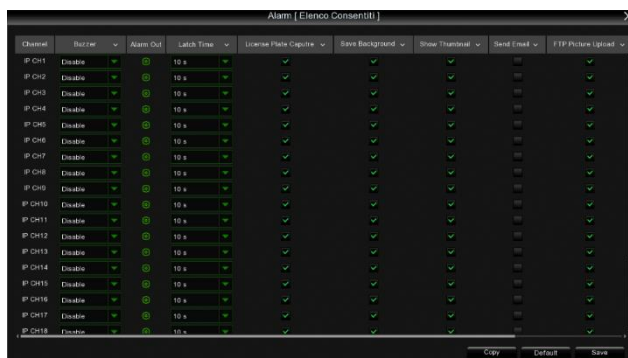 Alarm [ Elenco Consentiti ]
Channel Buzzer Alarm Out Latch Time License Plate Caputre Save Background Show Thumbnail Send Email FTP Picture Upload
IP CH1 Disable 10 s
IP CH2 Disable 10 s
IP CH3 Disable 10 s
IP CH4 Disable 10 s
IP CH5 Disable 10 s
IP CH6 Disable 10 s
IP CH7 Disable 10 s
IP CH8 Disable 10 s
IP CH9 Disable 10 s
IP CH10 Disable 10 s
IP CH11 Disable 10 s
IP CH12 Disable 10 s
IP CH13 Disable 10 s
IP CH14 Disable 10 s
IP CH15 Disable 10 s
IP CH16 Disable 10 s
IP CH17 Disable 10 s
IP CH18 Disable 10 s
Copy Default Save